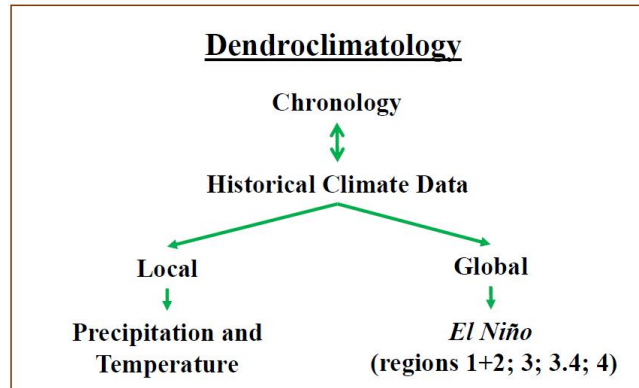 Dendroclimatology
Chronology
Historical Climate Data
Local
Global
Precipitation and
Temperature
El Niño
(regions 1+2; 3; 3.4; 4)